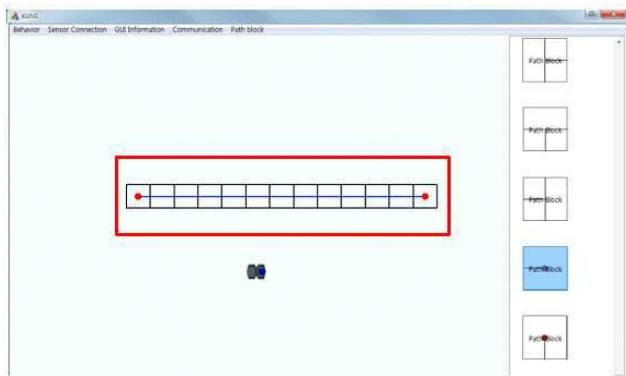 KUNS
Behavior Sensor Connection GUI Information Communication Path block
Path Block
Path Block
Path Block
Path Block
Path Block